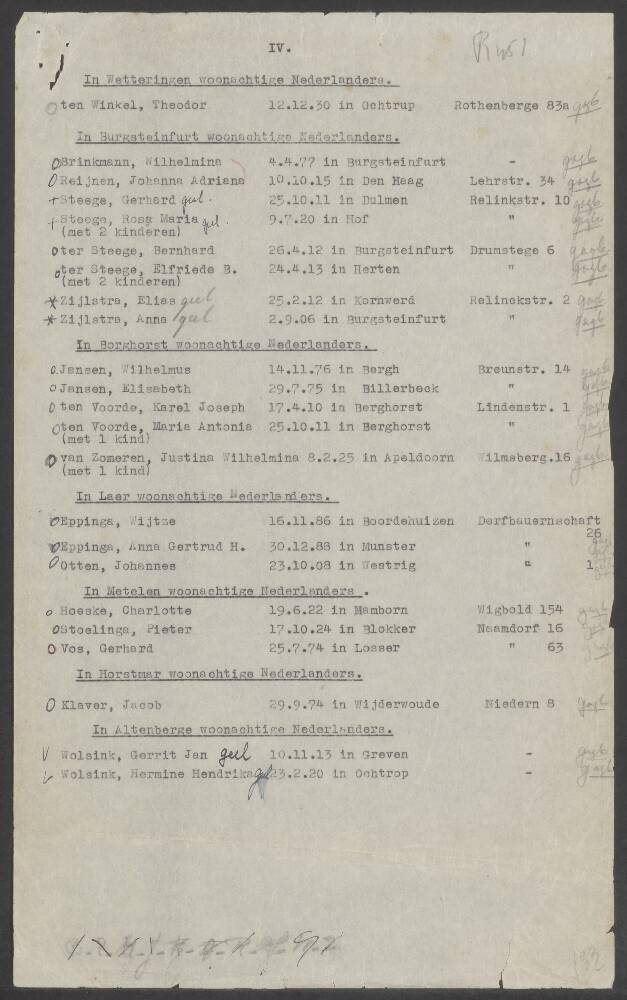 IV.
In Wetteringen woonachtige Nederlanders.
ten Winkel, Theodor 12.12.30 in Ochtrup Rothenberge 83a
In Burgsteinfurt woonachtige Nederlanders.
Brinkmann, Wilhelmina 4.4.77 in Burgsteinfurt -
Reijnen, Johanna Adriana 10.10.15 in Den Haag Lehrstr. 34
Steege, Gerhard 25.10.11 in Dulmen Relinkstr. 10
Steege, Rosa Maria 9.7.20 in Hof "
(met 2 kinderen)
ter Steege, Bernhard 26.4.12 in Burgsteinfurt Drumstege 6
ter Steege, Elfriede B. 24.4.13 in Herten "
(met 2 kinderen)
Zijlstra, Elias 25.2.12 in Kornwerd Relinckstr. 2
Zijlstra, Anna 2.9.06 in Burgsteinfurt "
In Borghorst woonachtige Nederlanders.
Jansen, Wilhelmus 14.11.76 in Bergh Breunstr. 14
Jansen, Elisabeth 29.7.75 in Billerbeck "
ten Voorde, Karel Joseph 17.4.10 in Berghorst Lindenstr. 1
ten Voorde, Maria Antonia 25.10.11 in Berghorst "
(met 1 kind)
van Zomeren, Justina Wilhelmina 8.2.25 in Apeldoorn Wilmsberg.16
(met 1 kind)
In Laer woonachtige Nederlanders.
Eppinga, Wijtze 16.11.86 in Boordehuizen Dorfbauernschaft
26
Eppinga, Anna Gertrud H. 30.12.88 in Munster "
Otten, Johannes 23.10.08 in Westrig " 1
In Metelen woonachtige Nederlanders .
Hoeske, Charlotte 19.6.22 in Mamborn Wigbold 154
Stoelinga, Pieter 17.10.24 in Blokker Naamdorf 16
Vos, Gerhard 25.7.74 in Losser " 63
In Horstmar woonachtige Nederlanders.
Klaver, Jacob 29.9.74 in Wijderwoude Niedern 8
In Altenberge woonachtige Nederlanders.
Wolsink, Gerrit Jan 10.11.13 in Greven -
Wolsink, Hermine Hendrika 23.2.20 in Ochtrop -